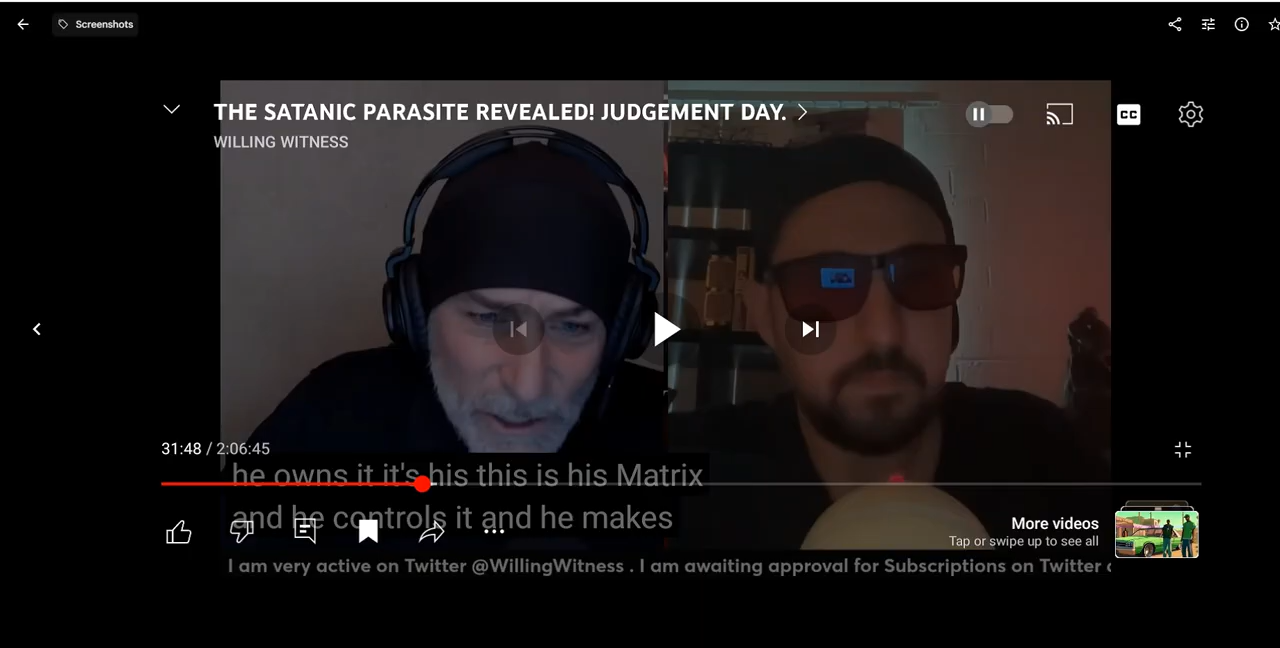 Screenshots
THE SATANIC PARASITE REVEALED! JUDGEMENT DAY.
WILLING WITNESS
CC
31:48 / 2:06:45
he owns it it's his this is his Matrix
and he controls it and he makes
More videos
Tap or swipe up to see all
I am very active on Twitter @WillingWitness . I am awaiting approval for Subscriptions on Twitter